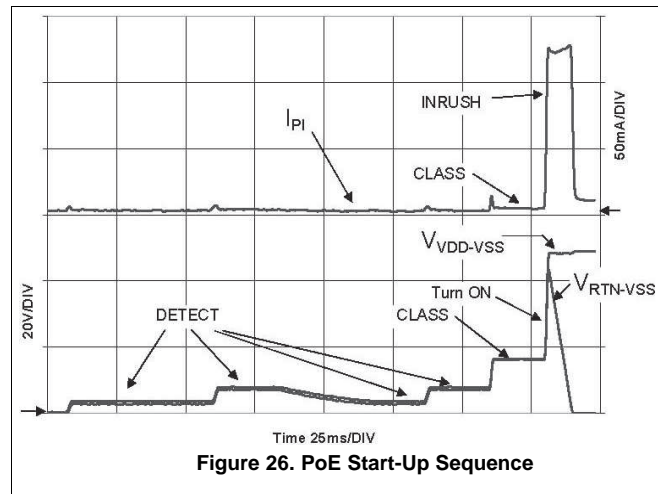 INRUSH
50mA/DIV
I_PI
CLASS
V_VDD-VSS
20V/DIV
Turn ON
V_RTN-VSS
DETECT
CLASS
Time 25ms/DIV
Figure 26. PoE Start-Up Sequence